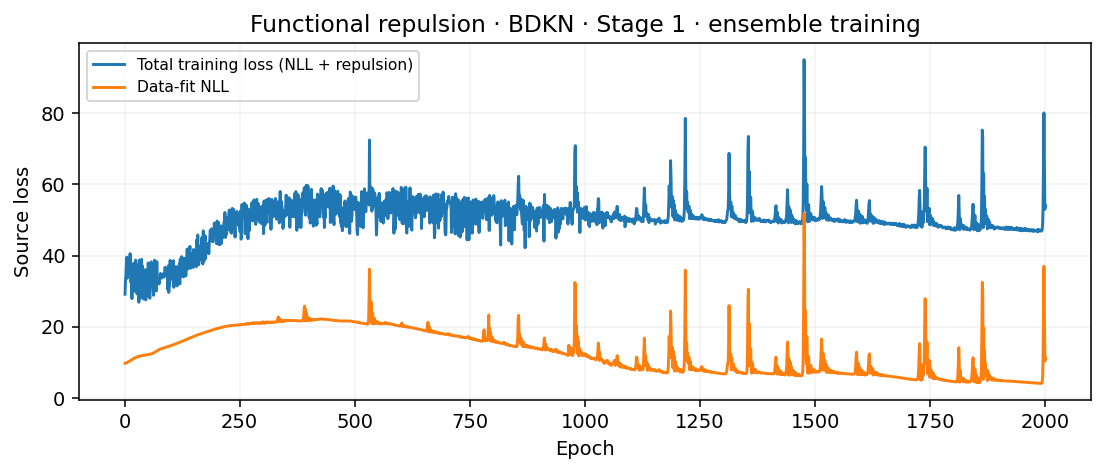 Functional repulsion · BDKN · Stage 1 · ensemble training
Total training loss (NLL + repulsion)
Data-fit NLL
Source loss
80
60
40
20
0
0 250 500 750 1000 1250 1500 1750 2000
Epoch